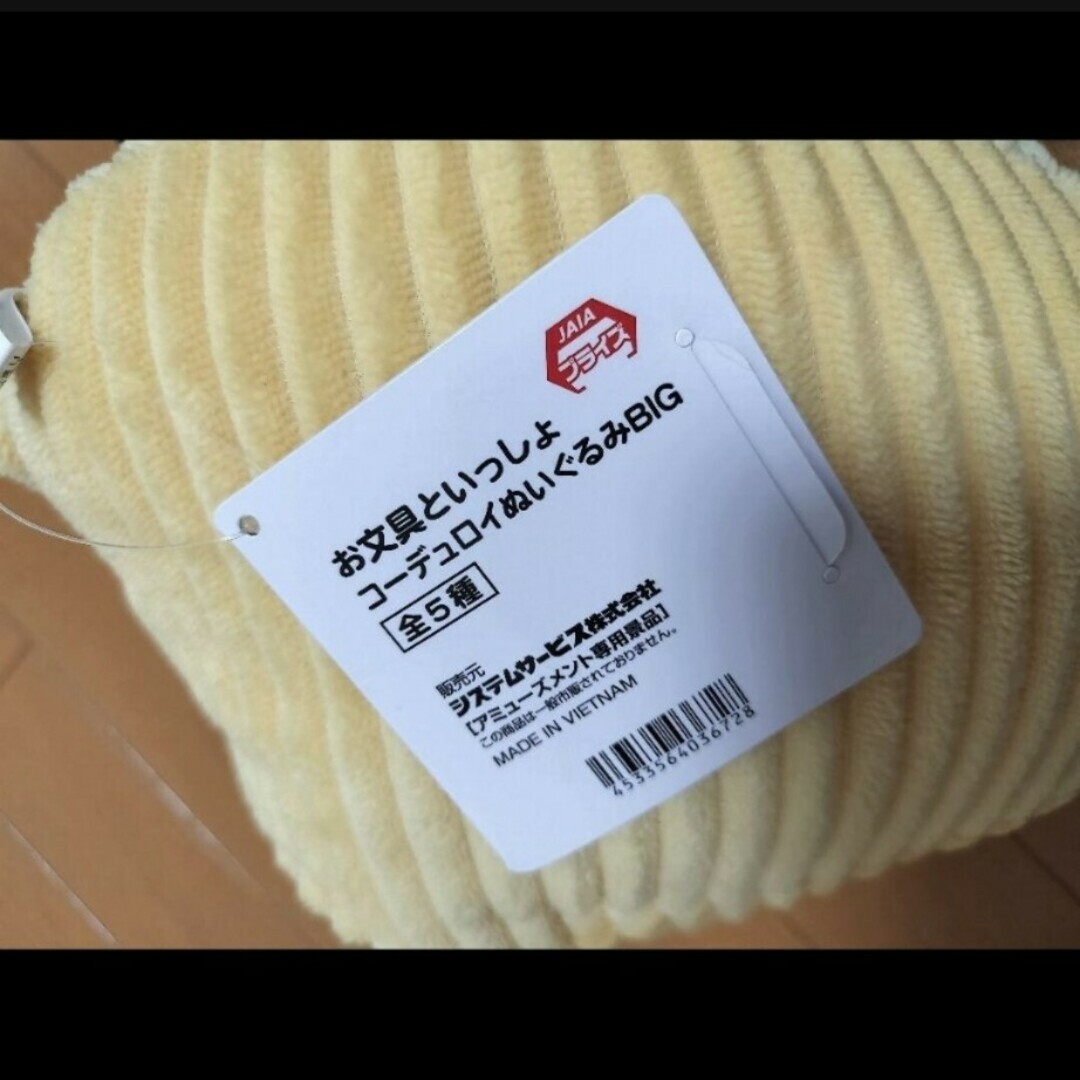 JAIA
プライズ
お文具といっしょ
コーデュロイぬいぐるみBIG
全5種
販売元
システムサービス株式会社
[アミューズメント専用景品]
この商品は一般市販されておりません。
MADE IN VIETNAM
4533564036728